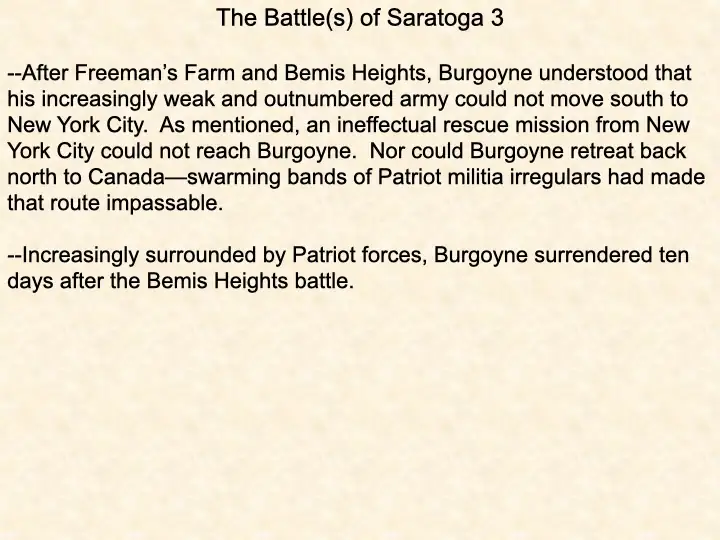 The Battle(s) of Saratoga 3
--After Freeman’s Farm and Bemis Heights, Burgoyne understood that
his increasingly weak and outnumbered army could not move south to
New York City.  As mentioned, an ineffectual rescue mission from New
York City could not reach Burgoyne.  Nor could Burgoyne retreat back
north to Canada—swarming bands of Patriot militia irregulars had made
that route impassable.
--Increasingly surrounded by Patriot forces, Burgoyne surrendered ten
days after the Bemis Heights battle.